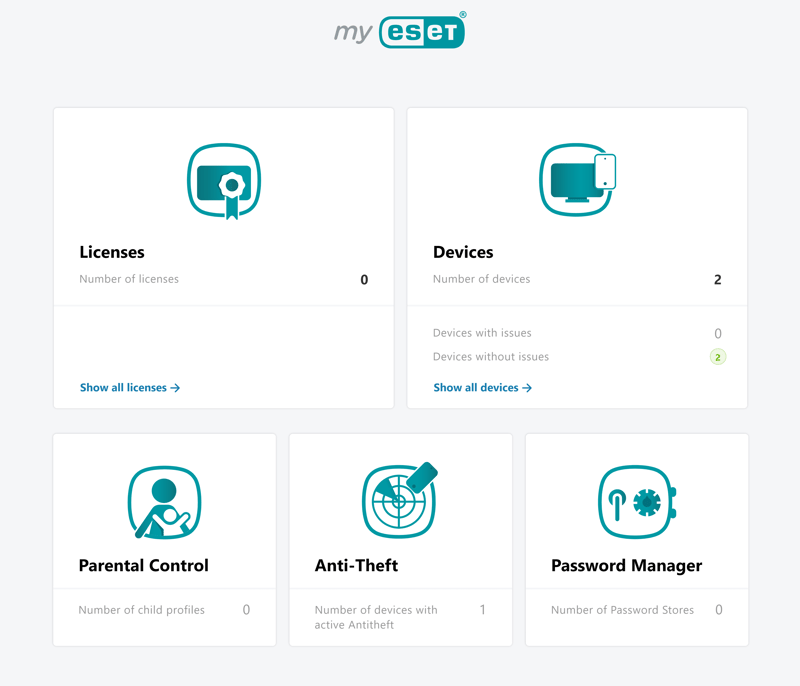 my eset®
Licenses
Number of licenses 0
Show all licenses →
Devices
Number of devices 2
Devices with issues 0
Devices without issues 2
Show all devices →
Parental Control
Number of child profiles 0
Anti-Theft
Number of devices with 1
active Antitheft
Password Manager
Number of Password Stores 0